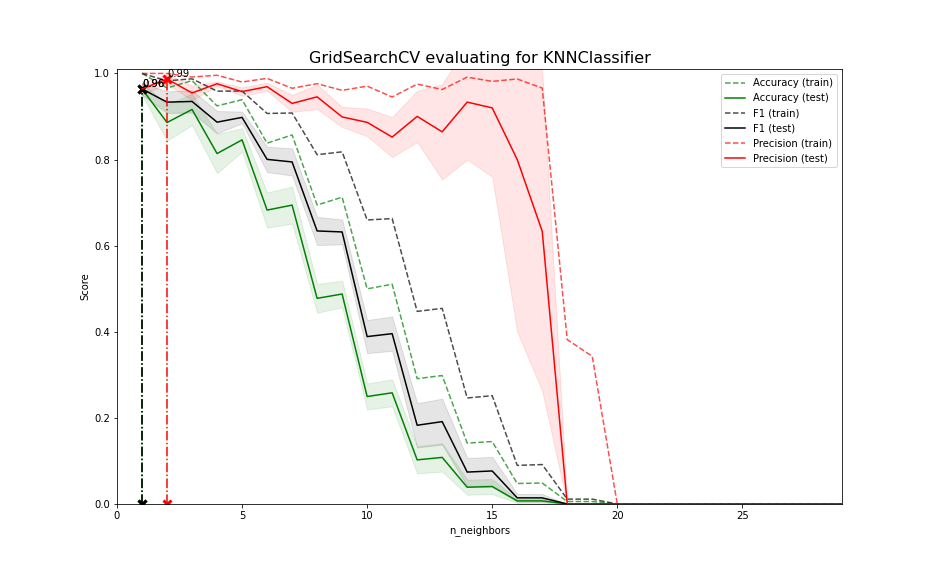 GridSearchCV evaluating for KNNClassifier
1.0
0.8
0.6
0.4
0.2
0.0
Score
0.96
0.99
Accuracy (train)
Accuracy (test)
F1 (train)
F1 (test)
Precision (train)
Precision (test)
0
5
10
15
20
25
n_neighbors